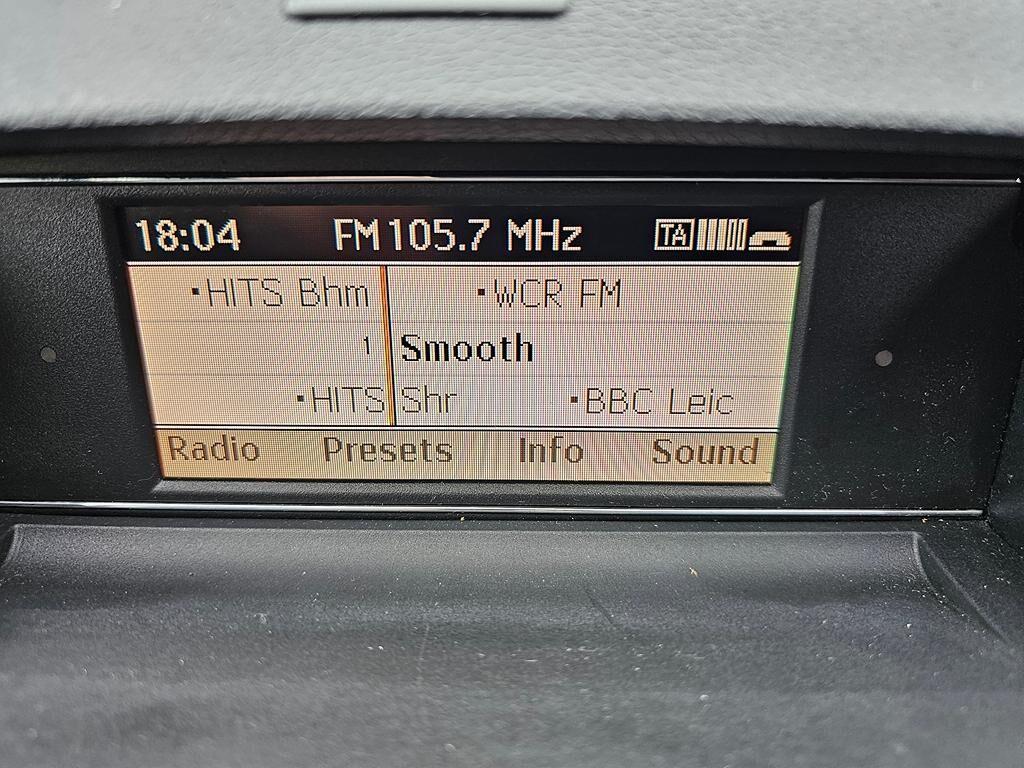 18:04 FM 105.7 MHz TA
▪HITS Bhm ▪WCR FM
1 Smooth
▪HITS Shr ▪BBC Leic
Radio Presets Info Sound